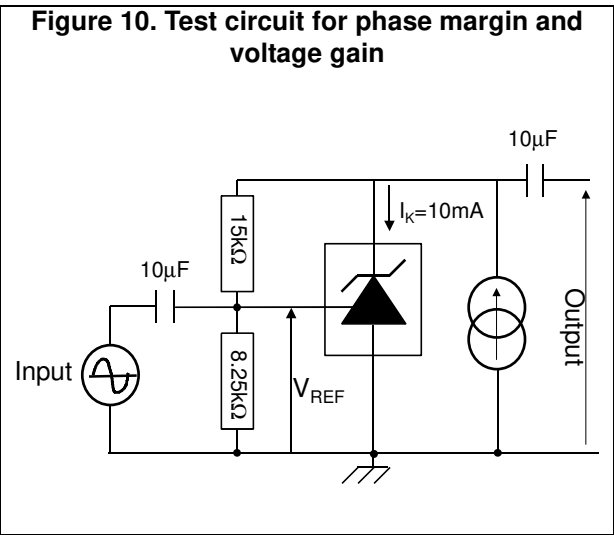 Figure 10. Test circuit for phase margin and
voltage gain
10μF
I_K=10mA
15kΩ
10μF
Output
Input
8.25kΩ
V_REF